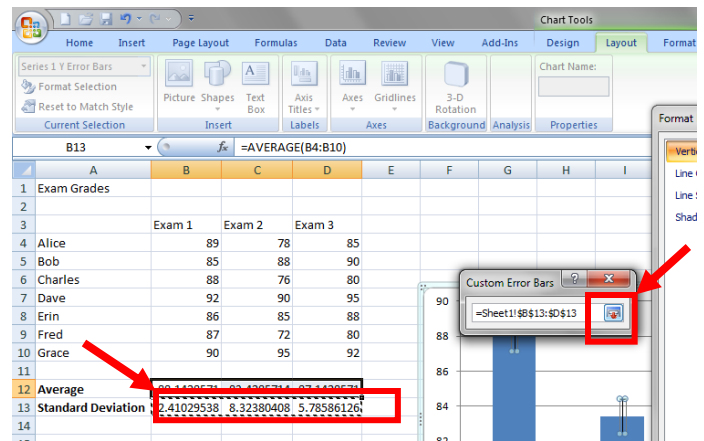 Chart Tools
Home Insert Page Layout Formulas Data Review View Add-Ins Design Layout Format
Series 1 Y Error Bars
Format Selection
Reset to Match Style
Current Selection
Picture Shapes Text Box
Insert
Axis Titles
Labels
Axes Gridlines
Axes
3-D Rotation
Background
Analysis
Chart Name:
Properties
B13 fx =AVERAGE(B4:B10)
A B C D E F G H I
1 Exam Grades
2
3 Exam 1 Exam 2 Exam 3
4 Alice 89 78 85
5 Bob 85 88 90
6 Charles 88 76 80
7 Dave 92 90 95
8 Erin 86 85 88
9 Fred 87 72 80
10 Grace 90 95 92
11
12 Average
13 Standard Deviation 2.41029538 8.32380408 5.78586126
14
Format
Verti
Line
Line
Shad
Custom Error Bars ?
=Sheet1!$B$13:$D$13
90
88
86
84
82